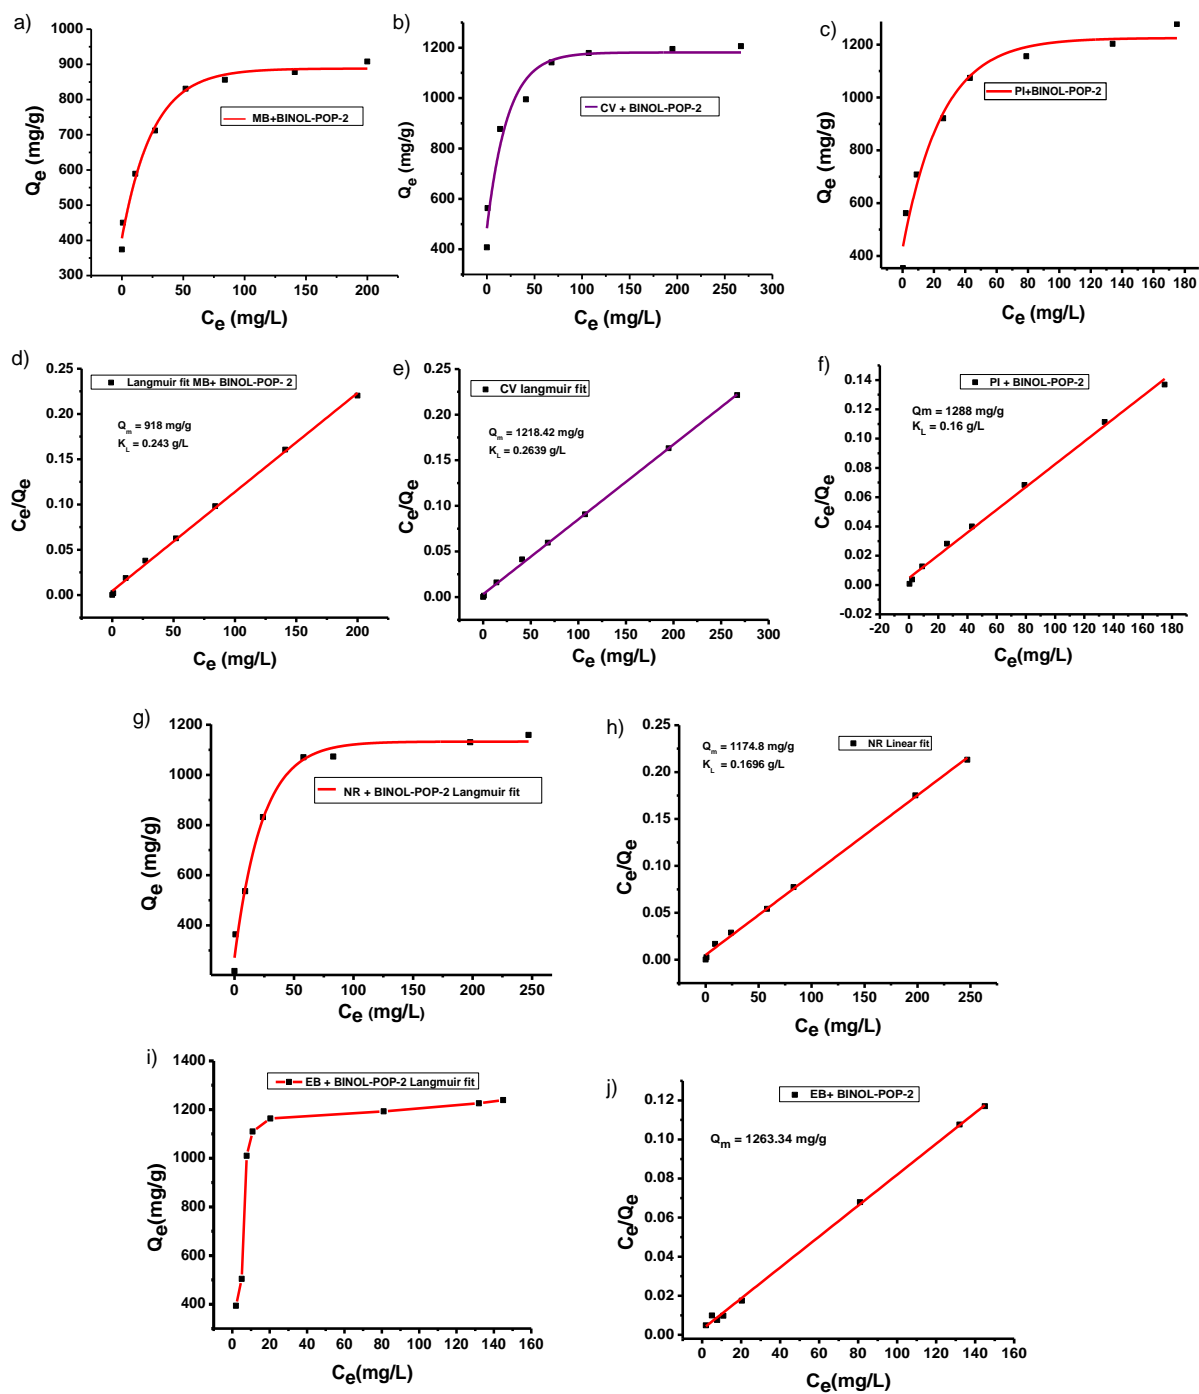 a)
1000
900
800
700
600
500
400
300
Qe (mg/g)
MB+BINOL-POP-2
0 50 100 150 200
Ce (mg/L)
b)
1200
1000
800
600
400
Qe (mg/g)
CV + BINOL-POP-2
0 50 100 150 200 250 300
Ce (mg/L)
c)
1200
1000
800
600
400
Qe (mg/g)
PI+BINOL-POP-2
0 20 40 60 80 100 120 140 160 180
Ce (mg/L)
d)
0.25
0.20
0.15
0.10
0.05
0.00
Ce/Qe
Langmuir fit MB+ BINOL-POP- 2
Qm = 918 mg/g
KL = 0.243 g/L
0 50 100 150 200
Ce (mg/L)
e)
0.25
0.20
0.15
0.10
0.05
0.00
Ce/Qe
CV langmuir fit
Qm = 1218.42 mg/g
KL = 0.2639 g/L
0 50 100 150 200 250 300
Ce (mg/L)
f)
0.14
0.12
0.10
0.08
0.06
0.04
0.02
0.00
-0.02
Ce/Qe
PI + BINOL-POP-2
Qm = 1288 mg/g
KL = 0.16 g/L
-20 0 20 40 60 80 100 120 140 160 180 200
Ce(mg/L)
g)
1200
1000
800
600
400
Qe (mg/g)
NR + BINOL-POP-2 Langmuir fit
0 50 100 150 200 250
Ce (mg/L)
h)
0.25
0.20
0.15
0.10
0.05
0.00
Ce/Qe
Qm = 1174.8 mg/g
KL = 0.1696 g/L
NR Linear fit
0 50 100 150 200 250
Ce (mg/L)
i)
1400
1200
1000
800
600
400
Qe(mg/g)
EB + BINOL-POP-2 Langmuir fit
0 20 40 60 80 100 120 140 160
Ce(mg/L)
j)
0.12
0.10
0.08
0.06
0.04
0.02
0.00
Ce/Qe
EB+ BINOL-POP-2
Qm = 1263.34 mg/g
0 20 40 60 80 100 120 140 160
Ce(mg/L)